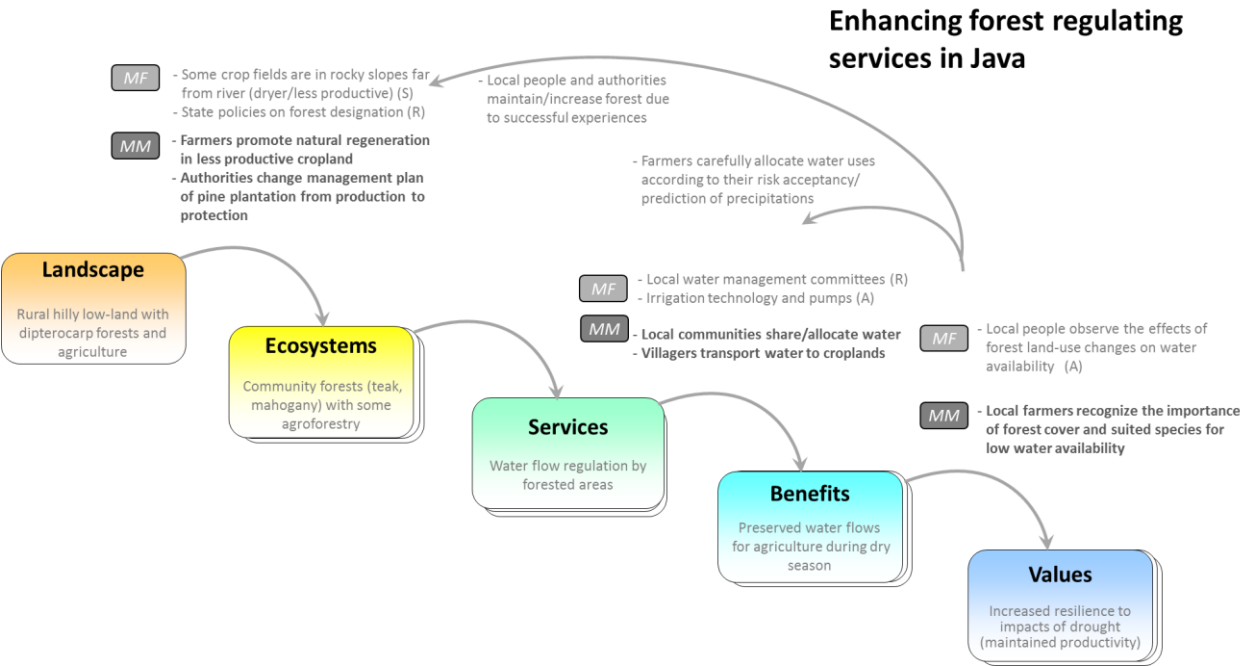 Enhancing forest regulating
services in Java
MF
- Some crop fields are in rocky slopes far
from river (dryer/less productive) (S)
- State policies on forest designation (R)
MM
- Farmers promote natural regeneration
in less productive cropland
- Authorities change management plan
of pine plantation from production to
protection
- Local people and authorities
maintain/increase forest due
to successful experiences
- Farmers carefully allocate water uses
according to their risk acceptancy/
prediction of precipitations
Landscape
Rural hilly low-land with
dipterocarp forests and
agriculture
Ecosystems
Community forests (teak,
mahogany) with some
agroforestry
MF
- Local water management committees (R)
- Irrigation technology and pumps (A)
MM
- Local communities share/allocate water
- Villagers transport water to croplands
MF
- Local people observe the effects of
forest land-use changes on water
availability (A)
MM
- Local farmers recognize the importance
of forest cover and suited species for
low water availability
Services
Water flow regulation by
forested areas
Benefits
Preserved water flows
for agriculture during dry
season
Values
Increased resilience to
impacts of drought
(maintained productivity)